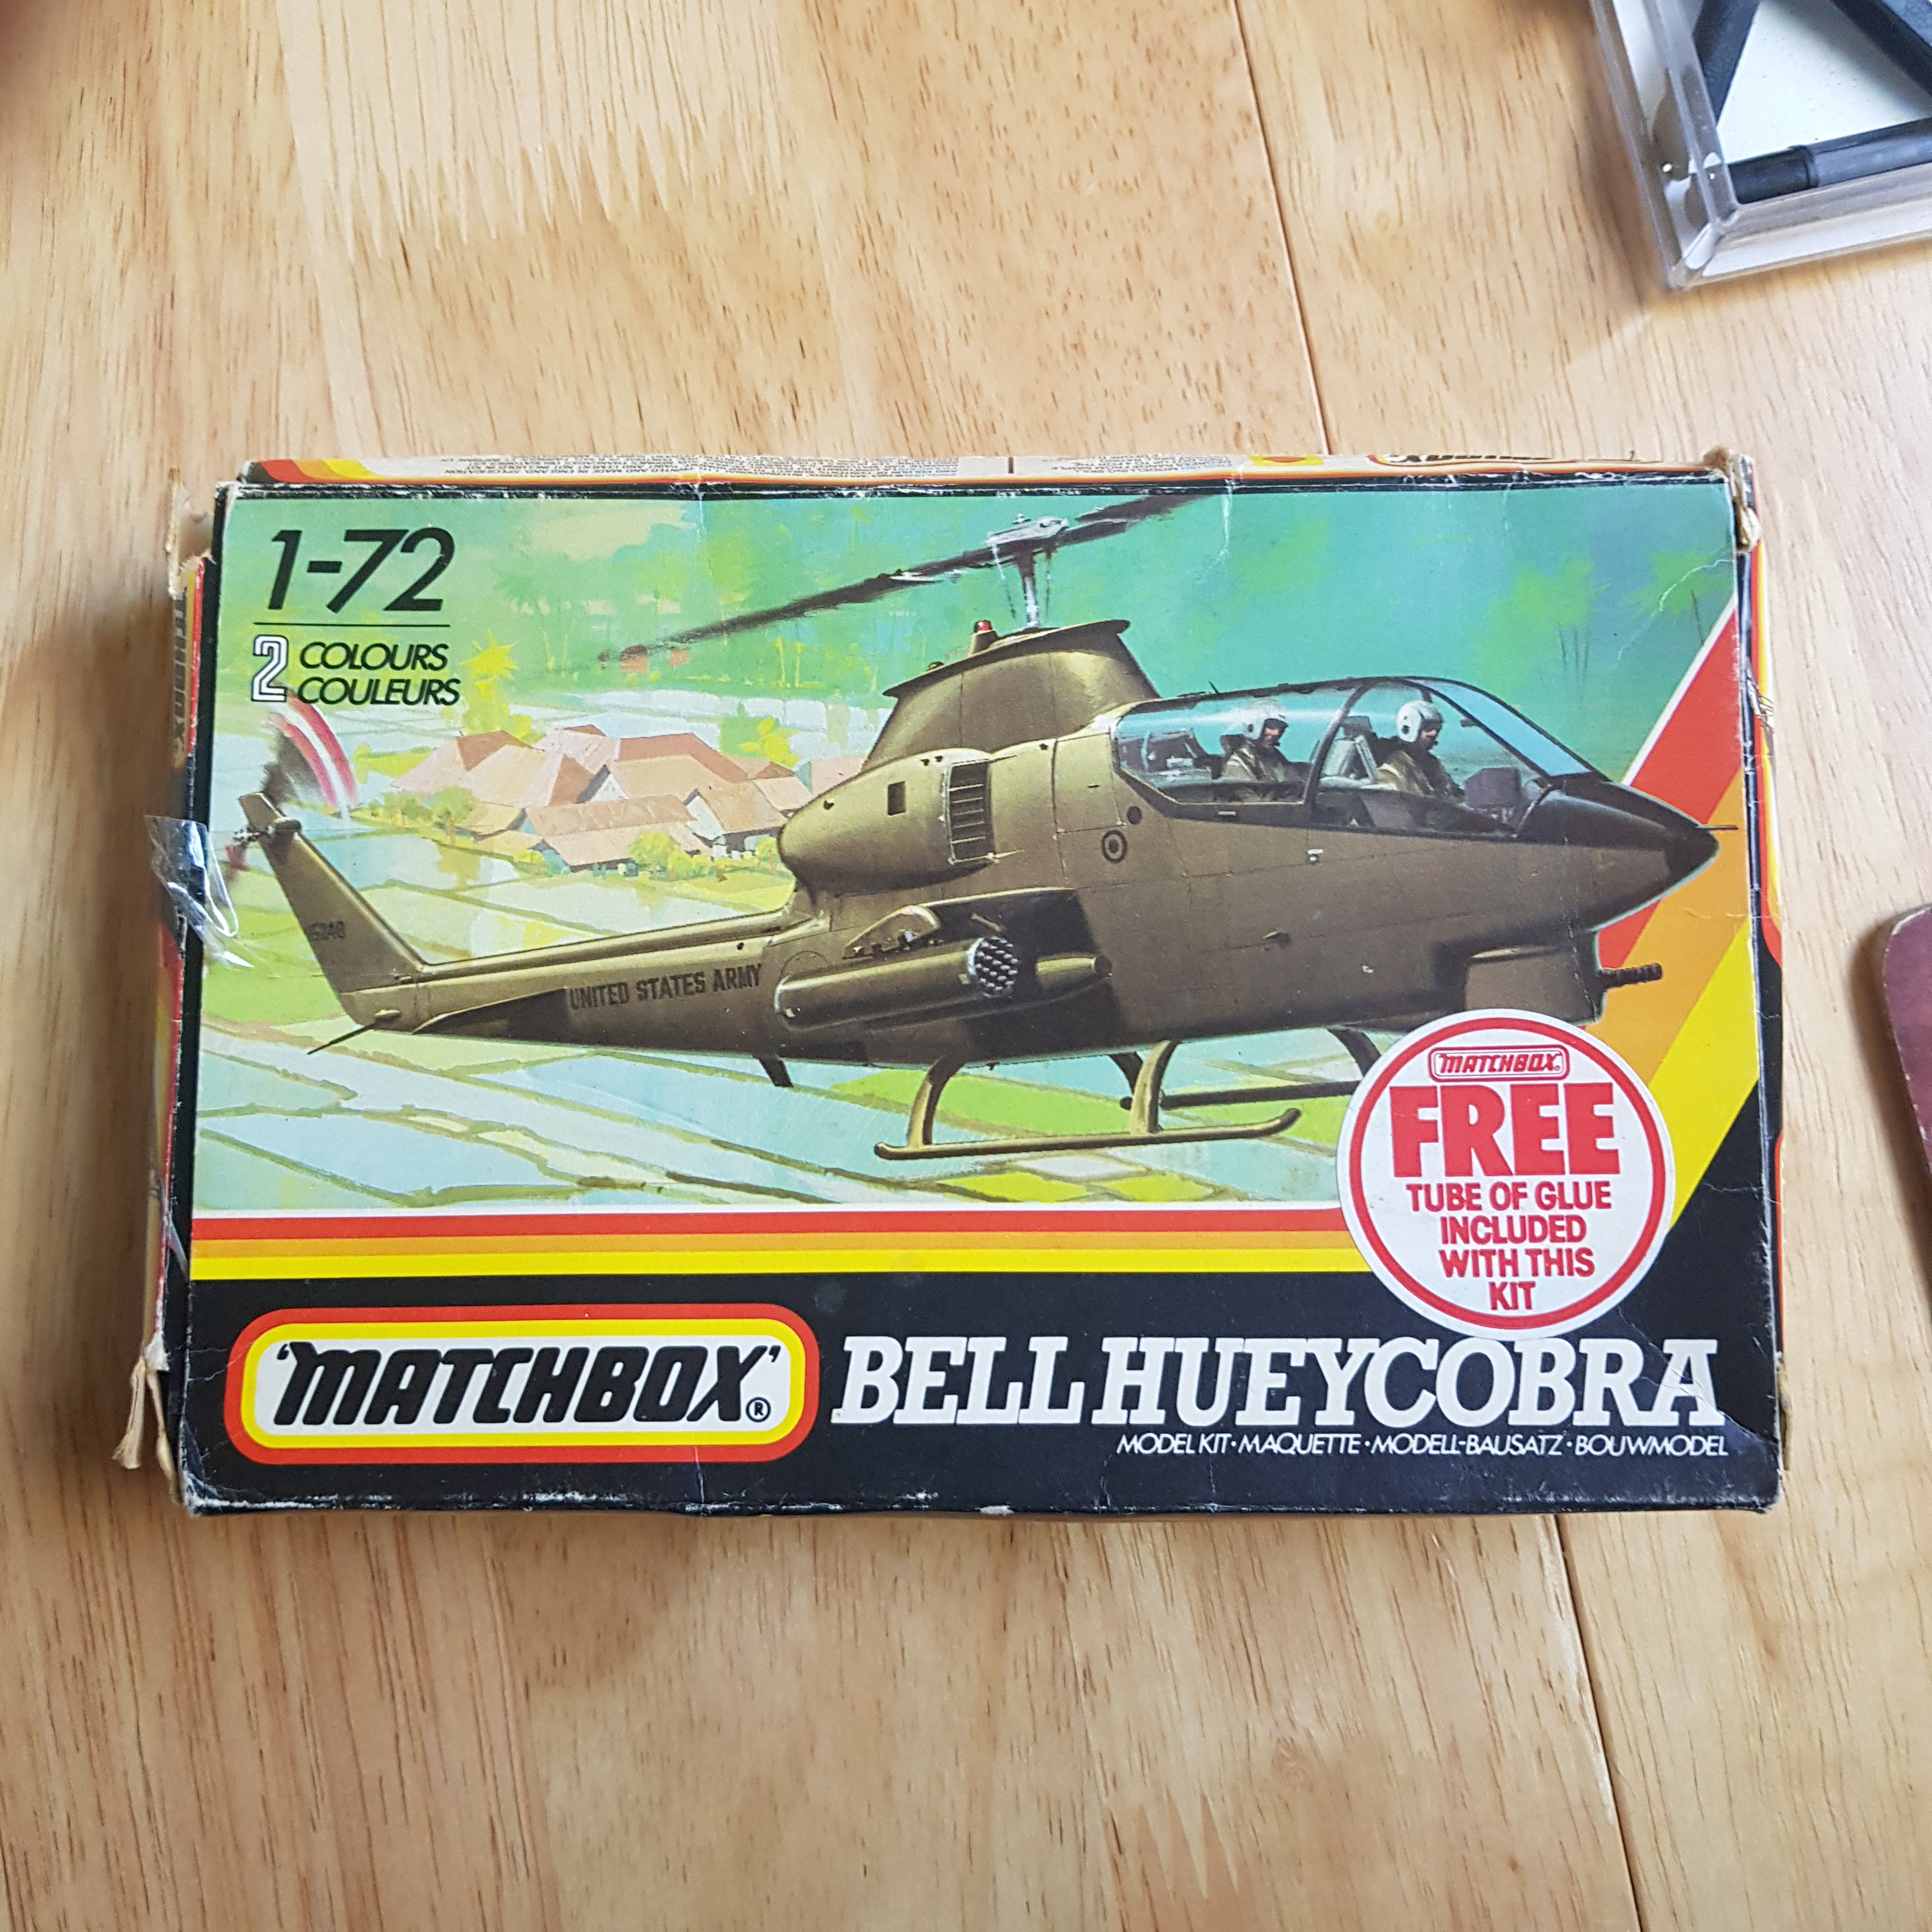 1-72
2 COLOURS
COULEURS
UNITED STATES ARMY
MATCHBOX
FREE
TUBE OF GLUE
INCLUDED
WITH THIS
KIT
'MATCHBOX'®
BELL HUEYCOBRA
MODEL KIT·MAQUETTE·MODELL-BAUSATZ·BOUWMODEL